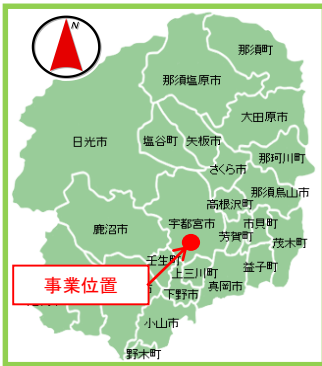 N
那須町
那須塩原市
大田原市
日光市
塩谷町
矢板市
那珂川町
さくら市
那須烏山市
高根沢町
宇都宮市
市貝町
鹿沼市
芳賀町
茂木町
壬生町
上三川町
益子町
事業位置
真岡市
下野市
小山市
野木町